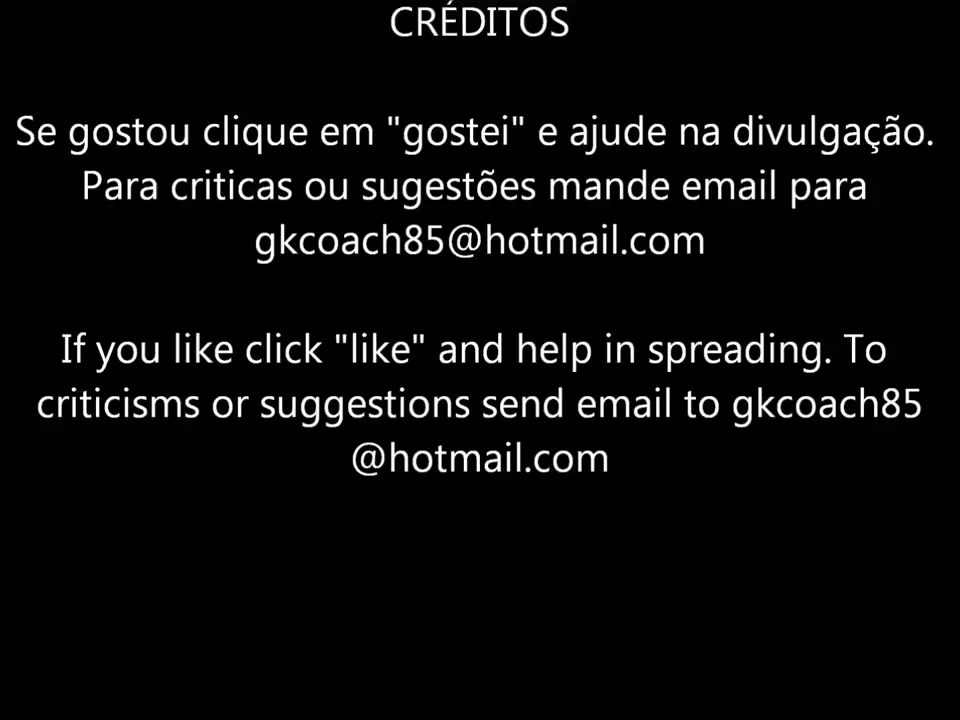 CRÉDITOS
Se gostou clique em "gostei" e ajude na divulgação.
Para criticas ou sugestões mande email para
gkcoach85@hotmail.com
If you like click "like" and help in spreading. To
criticisms or suggestions send email to gkcoach85
@hotmail.com